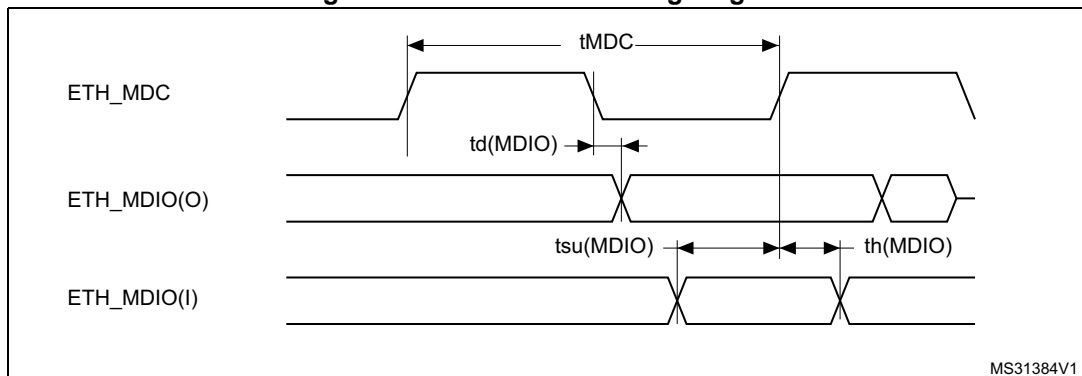 tMDC
ETH_MDC
td(MDIO)
ETH_MDIO(O)
tsu(MDIO) th(MDIO)
ETH_MDIO(I)
MS31384V1